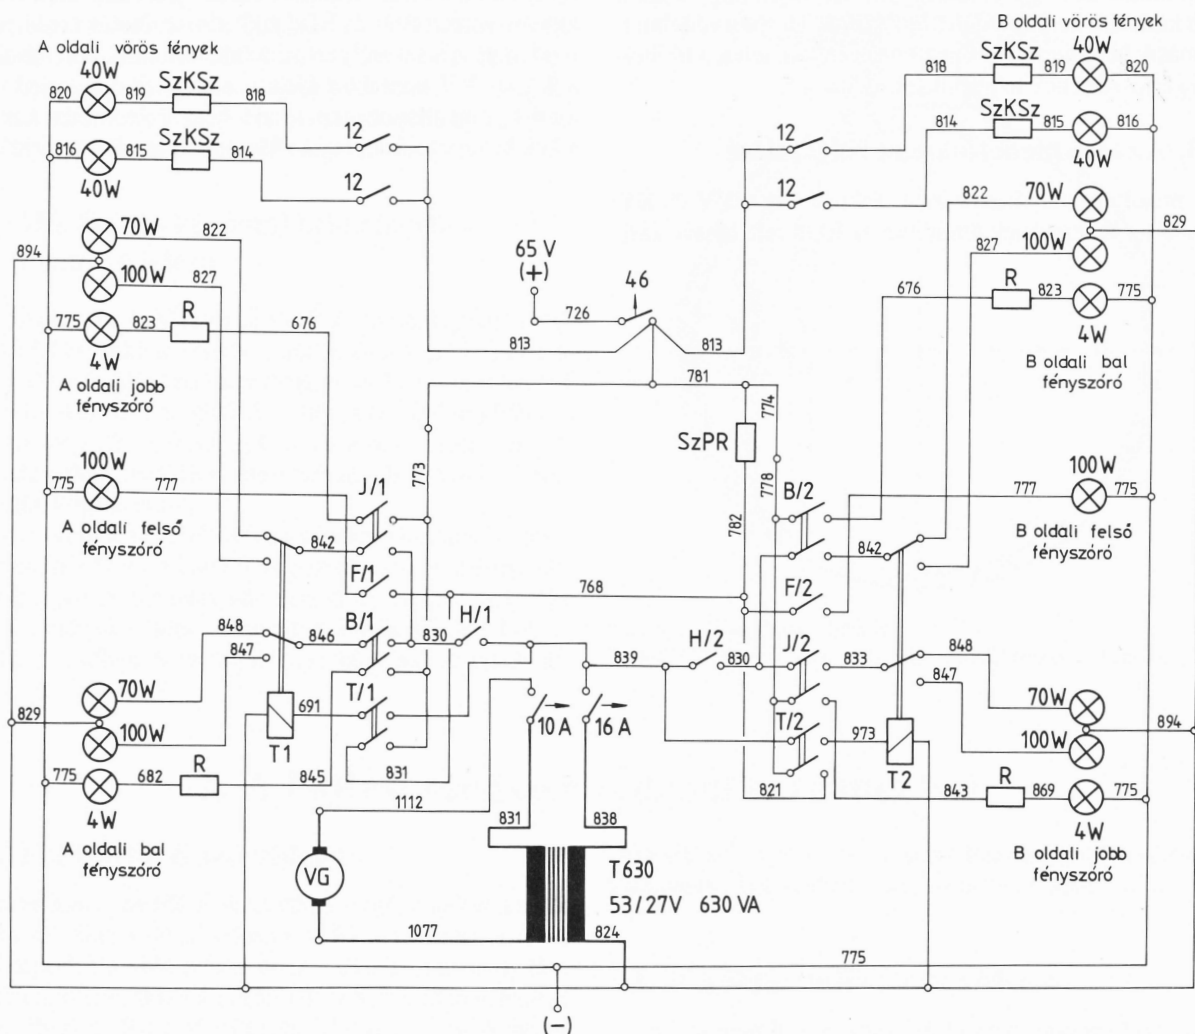 A oldali vörös fények
B oldali vörös fények
40W
820
819
SzKSz
818
816
815
SzKSz
814
40W
12
12
70W
822
894
100W
827
775
823
R
676
4W
A oldali jobb
fényszóró
818
SzKSz
819
40W
820
814
SzKSz
815
816
40W
12
12
822
70W
829
827
100W
676
R
823
775
4W
B oldali bal
fényszóró
65 V
(+)
726
46
813
813
781
774
773
SzPR
778
782
100W
775
777
A oldali felső
fényszóró
J/1
842
F/1
768
B/2
842
F/2
777
100W
775
B oldali felső
fényszóró
848
847
846
B/1
830
H/1
T/1
691
T1
70W
829
100W
775
682
R
845
831
4W
A oldali bal
fényszóró
839
H/2
830
J/2
833
848
847
T/2
973
T2
821
843
R
869
70W
894
100W
775
4W
B oldali jobb
fényszóró
10 A
16 A
1112
831
838
VG
T630
53/27V 630 VA
1077
824
775
(−)